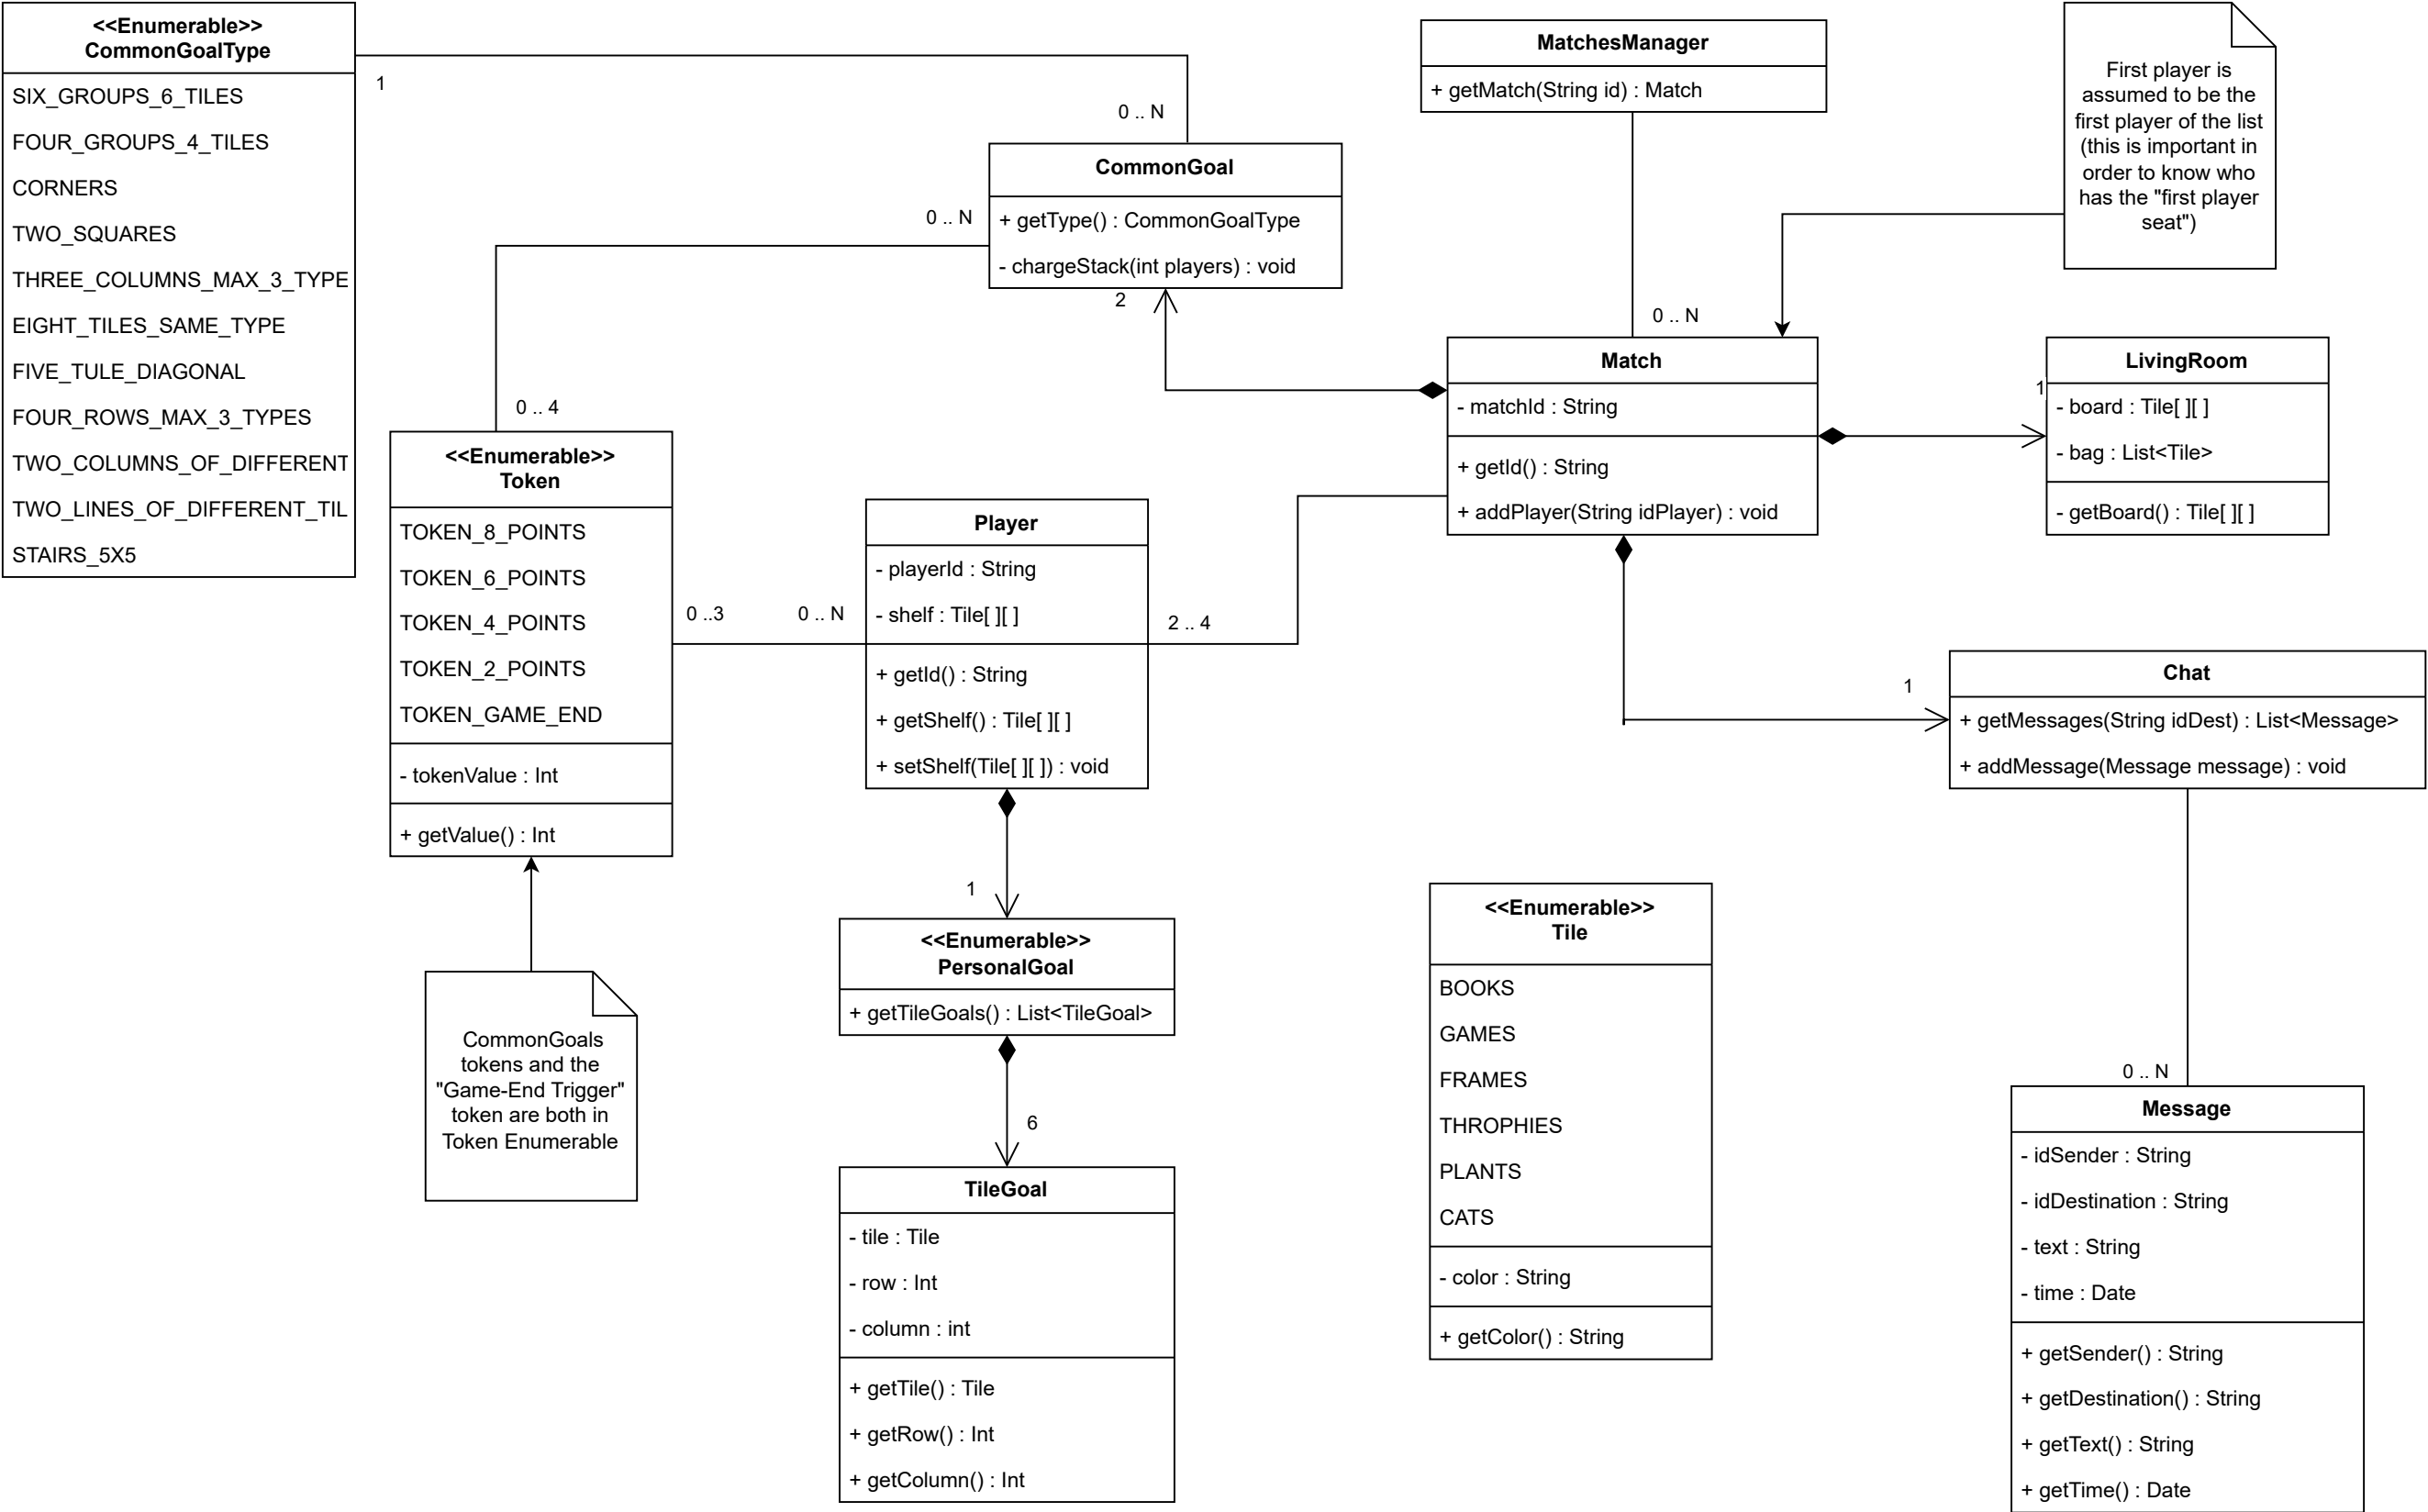 <<Enumerable>>
CommonGoalType
SIX_GROUPS_6_TILES
FOUR_GROUPS_4_TILES
CORNERS
TWO_SQUARES
THREE_COLUMNS_MAX_3_TYPE
EIGHT_TILES_SAME_TYPE
FIVE_TULE_DIAGONAL
FOUR_ROWS_MAX_3_TYPES
TWO_COLUMNS_OF_DIFFERENT
TWO_LINES_OF_DIFFERENT_TIL
STAIRS_5X5
1
0 .. N
CommonGoal
+ getType() : CommonGoalType
- chargeStack(int players) : void
0 .. N
2
0 .. 4
MatchesManager
+ getMatch(String id) : Match
0 .. N
First player is
assumed to be the
first player of the list
(this is important in
order to know who
has the "first player
seat")
Match
- matchId : String
+ getId() : String
+ addPlayer(String idPlayer) : void
1
LivingRoom
- board : Tile[ ][ ]
- bag : List<Tile>
- getBoard() : Tile[ ][ ]
<<Enumerable>>
Token
TOKEN_8_POINTS
TOKEN_6_POINTS
TOKEN_4_POINTS
TOKEN_2_POINTS
TOKEN_GAME_END
- tokenValue : Int
+ getValue() : Int
0 ..3
0 .. N
Player
- playerId : String
- shelf : Tile[ ][ ]
+ getId() : String
+ getShelf() : Tile[ ][ ]
+ setShelf(Tile[ ][ ]) : void
2 .. 4
1
Chat
+ getMessages(String idDest) : List<Message>
+ addMessage(Message message) : void
1
<<Enumerable>>
PersonalGoal
+ getTileGoals() : List<TileGoal>
6
CommonGoals
tokens and the
"Game-End Trigger"
token are both in
Token Enumerable
TileGoal
- tile : Tile
- row : Int
- column : int
+ getTile() : Tile
+ getRow() : Int
+ getColumn() : Int
<<Enumerable>>
Tile
BOOKS
GAMES
FRAMES
THROPHIES
PLANTS
CATS
- color : String
+ getColor() : String
0 .. N
Message
- idSender : String
- idDestination : String
- text : String
- time : Date
+ getSender() : String
+ getDestination() : String
+ getText() : String
+ getTime() : Date